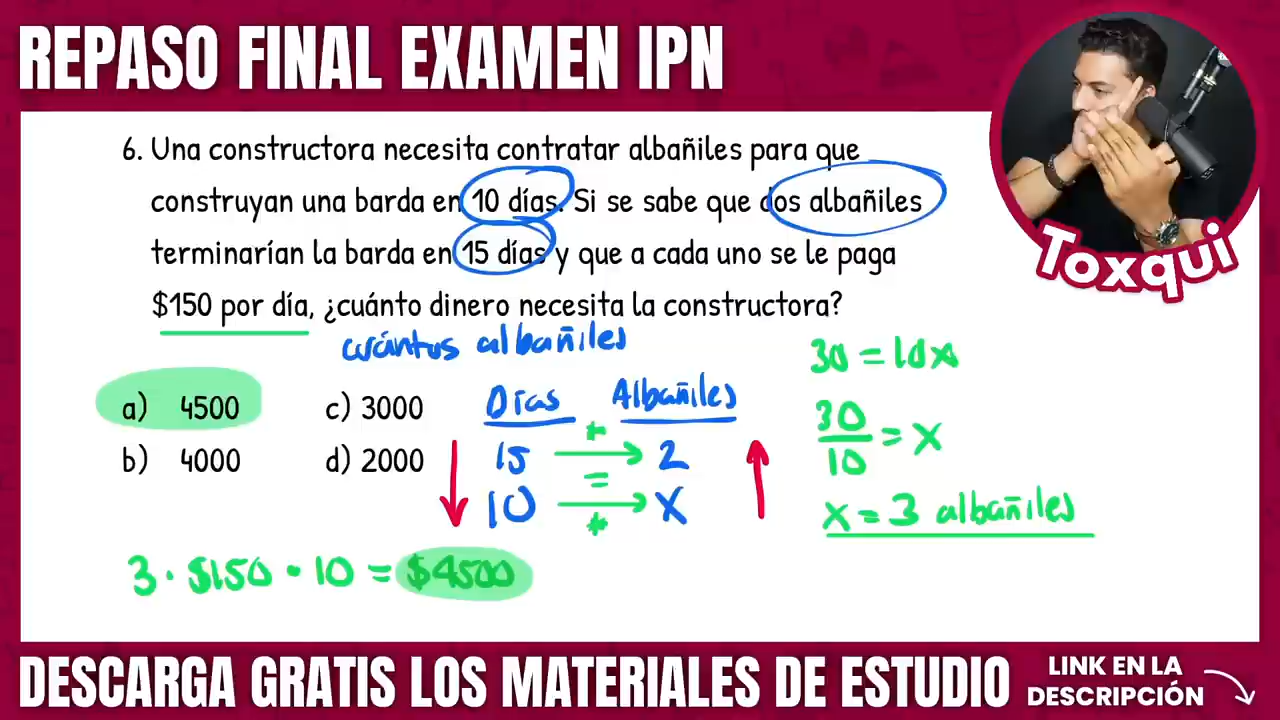 REPASO FINAL EXAMEN IPN
6. Una constructora necesita contratar albañiles para que
construyan una barda en 10 días. Si se sabe que dos albañiles
terminarían la barda en 15 días y que a cada uno se le paga
$150 por día, ¿cuánto dinero necesita la constructora?
Toxqui
cuántos albañiles
a) 4500
c) 3000
b) 4000
d) 2000
Días Albañiles
15 * 2
=
10 * X
30 = 10x
30/10 = X
x = 3 albañiles
3 · $150 · 10 = $4500
DESCARGA GRATIS LOS MATERIALES DE ESTUDIO
LINK EN LA
DESCRIPCIÓN